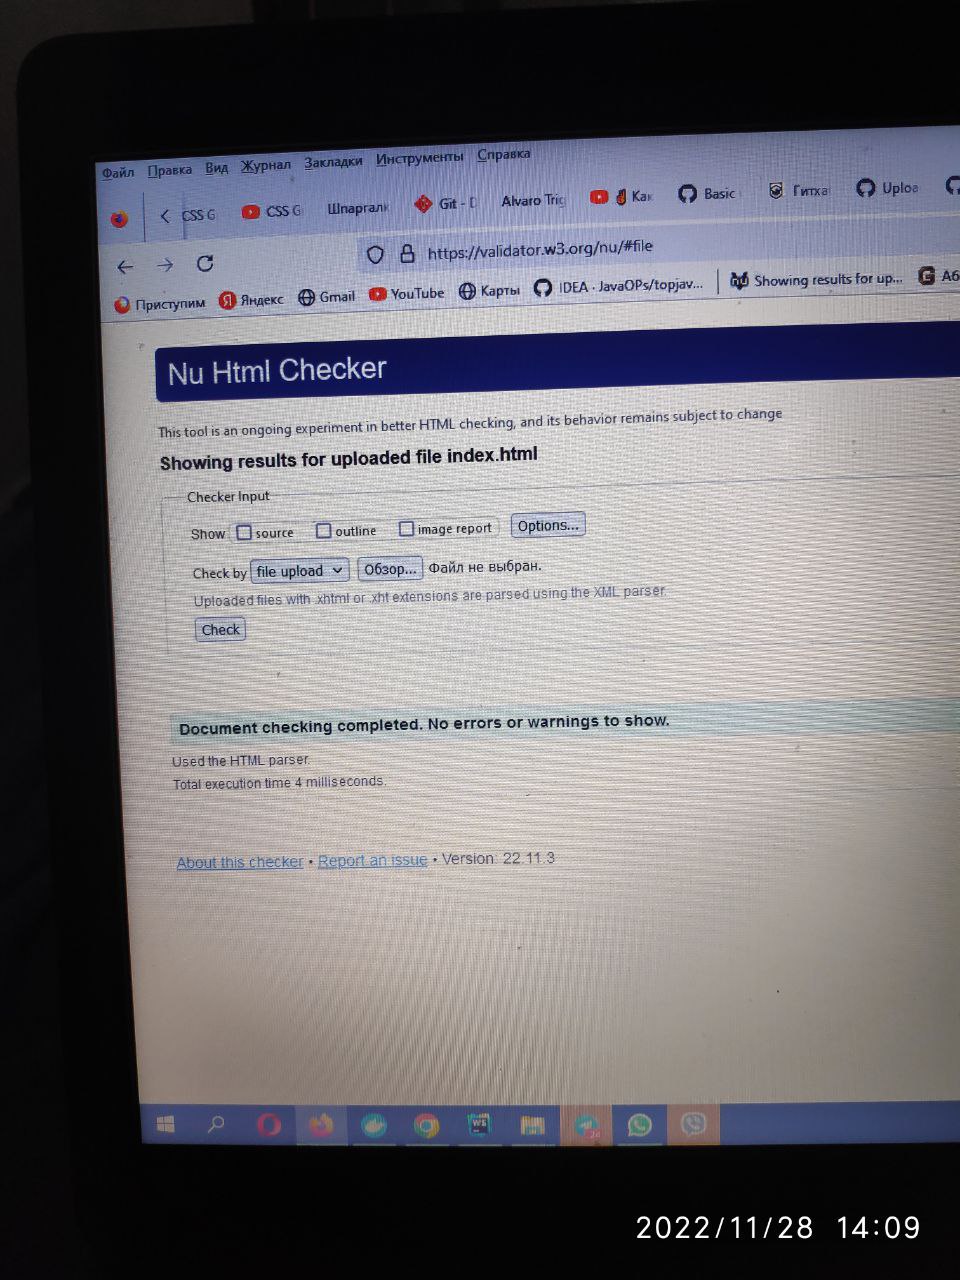 Файл Правка Вид Журнал Закладки Инструменты Справка
CSS G CSS G Шпаргалк Git - D Alvaro Trig Как Basic Гитха Uploa
https://validator.w3.org/nu/#file
Приступим Яндекс Gmail YouTube Карты IDEA · JavaOPs/topjav... Showing results for up... Аб
Nu Html Checker
This tool is an ongoing experiment in better HTML checking, and its behavior remains subject to change
Showing results for uploaded file index.html
Checker Input
Show source outline image report Options...
Check by file upload Обзор... Файл не выбран.
Uploaded files with .xhtml or .xht extensions are parsed using the XML parser.
Check
Document checking completed. No errors or warnings to show.
Used the HTML parser.
Total execution time 4 milliseconds.
About this checker • Report an issue • Version: 22.11.3
WS
2022/11/28 14:09